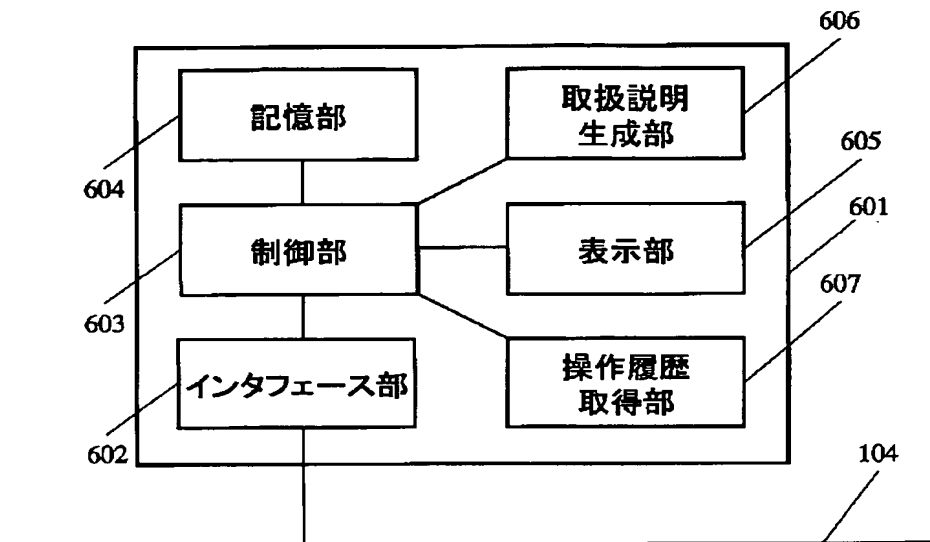 606
記憶部
取扱説明
生成部
604
605
601
制御部
表示部
603
607
インタフェース部
操作履歴
取得部
602
104